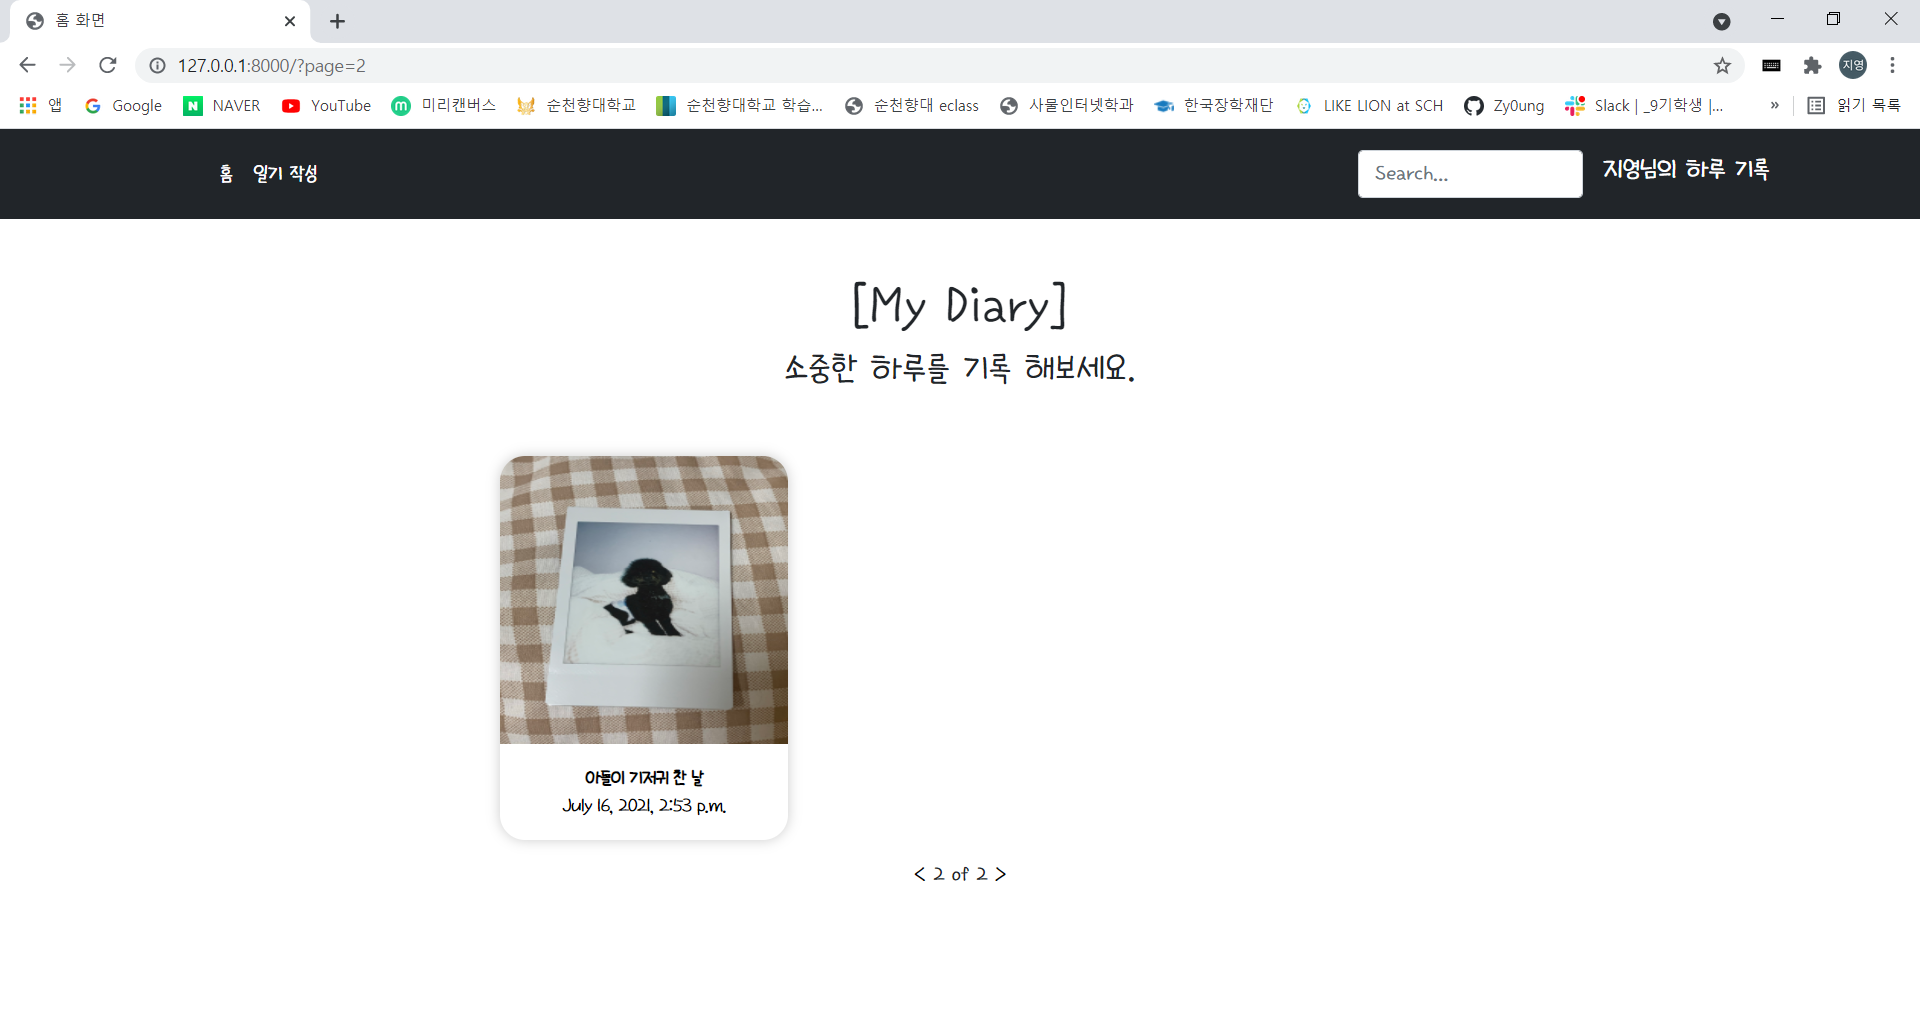 홈 화면
127.0.0.1:8000/?page=2
지영
앱
Google
NAVER
YouTube
미리캔버스
순천향대학교
순천향대학교 학습...
순천향대 eclass
사물인터넷학과
한국장학재단
LIKE LION at SCH
Zy0ung
Slack | _9기학생 |...
»
읽기 목록
홈
일기 작성
Search...
지영님의 하루 기록
[My Diary]
소중한 하루를 기록 해보세요.
아들이 기저귀 찬 날
July 16, 2021, 2:53 p.m.
< 2 of 2 >